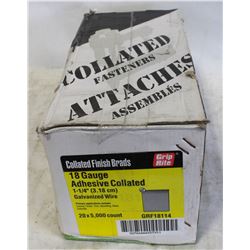 COLLATED
FASTENERS
ATTACHES
ASSEMBLES
Collated Finish Brads
Grip
Rite
18 Gauge
Adhesive Collated
1-1/4" (3.18 cm)
Galvanized Wire
20 x 5,000 count
GRF18114